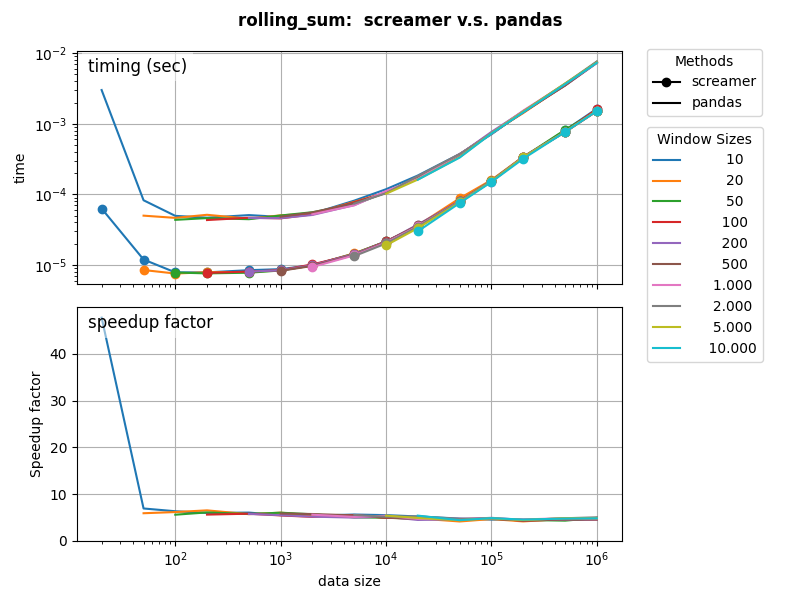 rolling_sum:  screamer v.s. pandas
timing (sec)
time
10⁻²
10⁻³
10⁻⁴
10⁻⁵
Methods
screamer
pandas
Window Sizes
10
20
50
100
200
500
1.000
2.000
5.000
10.000
speedup factor
Speedup factor
40
30
20
10
0
10² 10³ 10⁴ 10⁵ 10⁶
data size